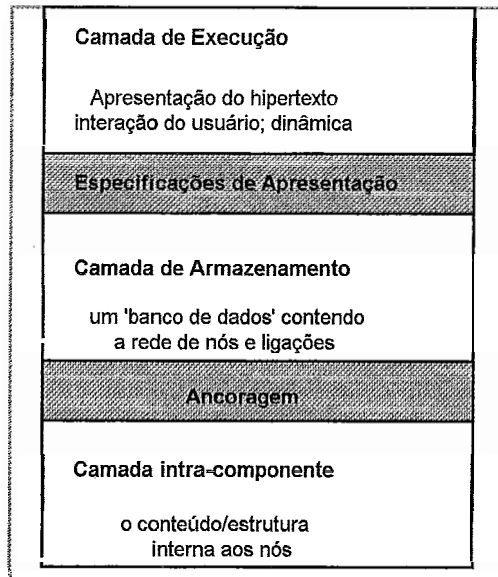 Camada de Execução
Apresentação do hipertexto
interação do usuário; dinâmica
Especificações de Apresentação
Camada de Armazenamento
um 'banco de dados' contendo
a rede de nós e ligações
Ancoragem
Camada intra-componente
o conteúdo/estrutura
interna aos nós